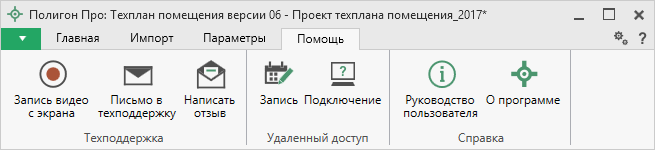 Полигон Про: Техплан помещения версии 06 - Проект техплана помещения_2017*
Главная Импорт Параметры Помощь
?
Запись видео с экрана
Письмо в техподдержку
Написать отзыв
Запись
?
Подключение
Руководство пользователя
О программе
Техподдержка Удаленный доступ Справка